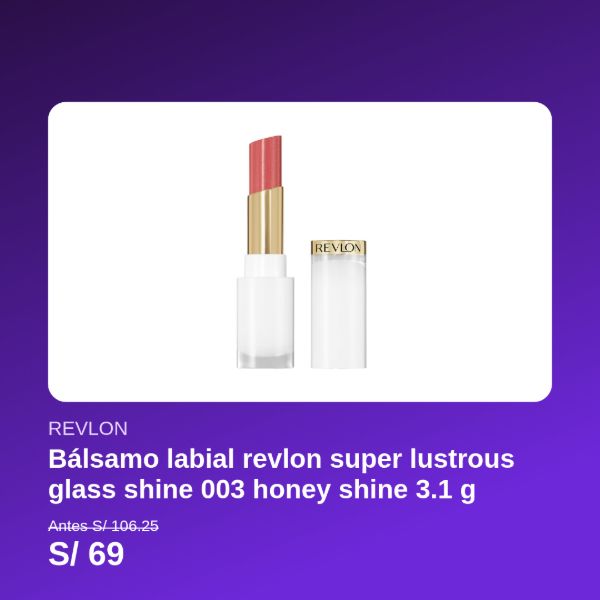 REVLON
REVLON
Bálsamo labial revlon super lustrous
glass shine 003 honey shine 3.1 g
Antes S/ 106.25
S/ 69